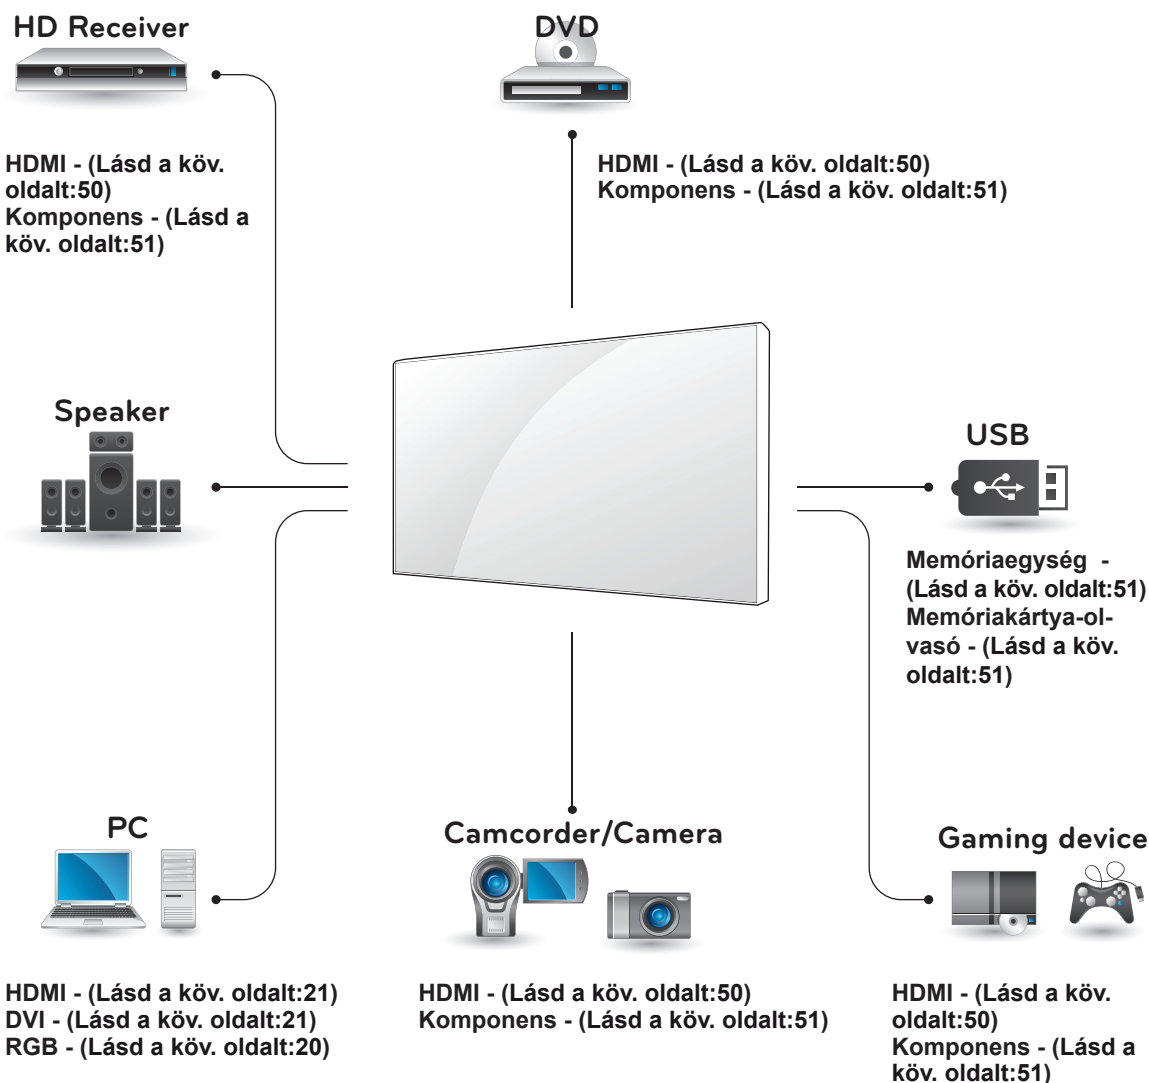 HD Receiver
HDMI - (Lásd a köv.
oldalt:50)
Komponens - (Lásd a
köv. oldalt:51)
DVD
HDMI - (Lásd a köv. oldalt:50)
Komponens - (Lásd a köv. oldalt:51)
Speaker
USB
Memóriaegység -
(Lásd a köv. oldalt:51)
Memóriakártya-ol-
vasó - (Lásd a köv.
oldalt:51)
PC
HDMI - (Lásd a köv. oldalt:21)
DVI - (Lásd a köv. oldalt:21)
RGB - (Lásd a köv. oldalt:20)
Camcorder/Camera
HDMI - (Lásd a köv. oldalt:50)
Komponens - (Lásd a köv. oldalt:51)
Gaming device
HDMI - (Lásd a köv.
oldalt:50)
Komponens - (Lásd a
köv. oldalt:51)